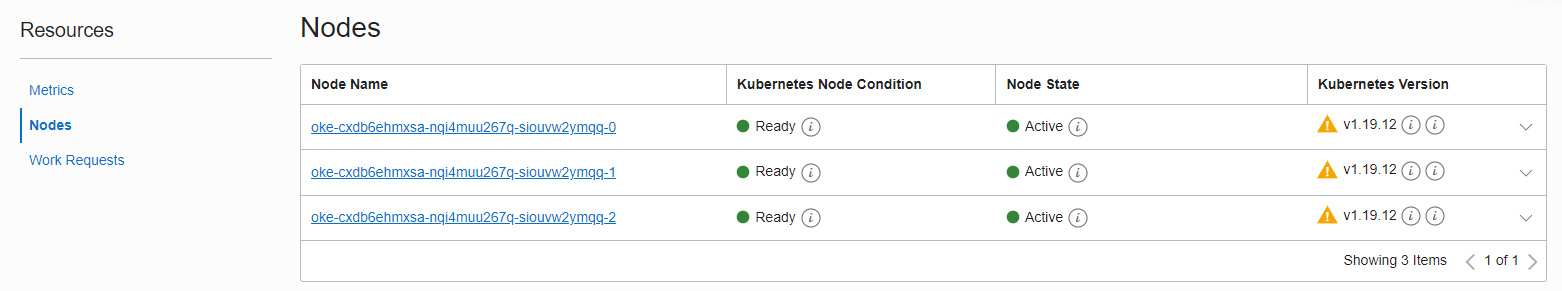 Resources
Metrics
Nodes
Work Requests
Nodes
Node Name Kubernetes Node Condition Node State Kubernetes Version
oke-cxdb6ehmxsa-nqi4muu267q-siouvw2ymqq-0 Ready i Active i v1.19.12 i i
oke-cxdb6ehmxsa-nqi4muu267q-siouvw2ymqq-1 Ready i Active i v1.19.12 i i
oke-cxdb6ehmxsa-nqi4muu267q-siouvw2ymqq-2 Ready i Active i v1.19.12 i i
Showing 3 Items < 1 of 1 >